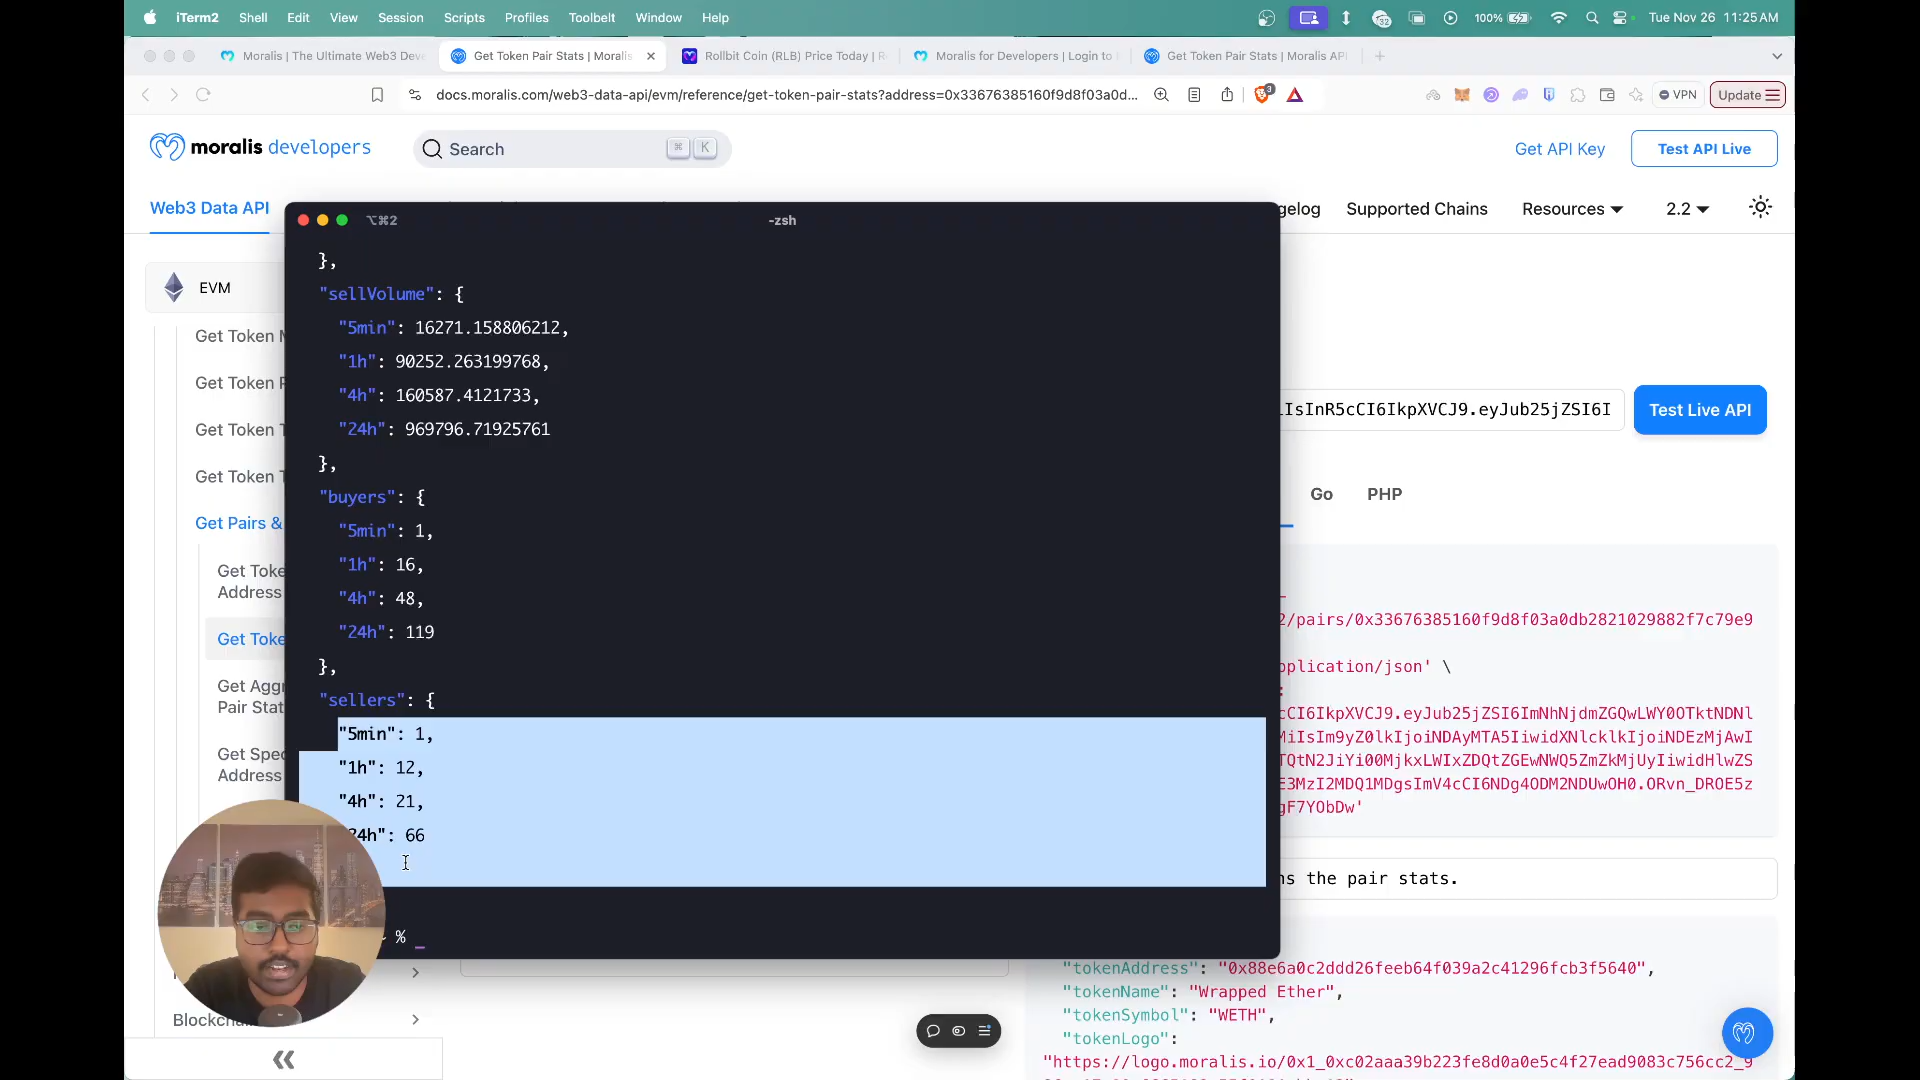 iTerm2 Shell Edit View Session Scripts Profiles Toolbelt Window Help
32 100% Tue Nov 26 11:25 AM
Moralis | The Ultimate Web3 Deve
Get Token Pair Stats | Moralis
Rollbit Coin (RLB) Price Today | R
Moralis for Developers | Login to
Get Token Pair Stats | Moralis API
docs.moralis.com/web3-data-api/evm/reference/get-token-pair-stats?address=0x33676385160f9d8f03a0d...
3
VPN
Update
moralis developers
Search
K
Get API Key
Test API Live
Web3 Data API
gelog
Supported Chains
Resources
2.2
⌥⌘2
-zsh
EVM
Get Token
Get Token
Get Token
Get Token
Get Pairs &
Get Toke
Address
Get Toke
Get Aggr
Pair Stat
Get Spec
Address
},
"sellVolume": {
"5min": 16271.158806212,
"1h": 90252.263199768,
"4h": 160587.4121733,
"24h": 969796.71925761
},
"buyers": {
"5min": 1,
"1h": 16,
"4h": 48,
"24h": 119
},
"sellers": {
"5min": 1,
"1h": 12,
"4h": 21,
24h": 66
~ %
IsInR5cCI6IkpXVCJ9.eyJub25jZSI6I
Test Live API
Go
PHP
2/pairs/0x33676385160f9d8f03a0db2821029882f7c79e9
pplication/json' \
:
cCI6IkpXVCJ9.eyJub25jZSI6ImNhNjdmZGQwLWY0OTktNDNl
MiIsIm9yZ0lkIjoiNDAyMTA5IiwidXNlcklkIjoiNDEzMjAwI
TQtN2JiYi00MjkxLWIxZDQtZGEwNWQ5ZmZkMjUyIiwidHlwZS
E3MzI2MDQ1MDgsImV4cCI6NDg4ODM2NDUwOH0.ORvn_DROE5z
gF7YObDw'
ns the pair stats.
"tokenAddress": "0x88e6a0c2ddd26feeb64f039a2c41296fcb3f5640",
"tokenName": "Wrapped Ether",
"tokenSymbol": "WETH",
"tokenLogo":
"https://logo.moralis.io/0x1_0xc02aaa39b223fe8d0a0e5c4f27ead9083c756cc2_9
Blockcha